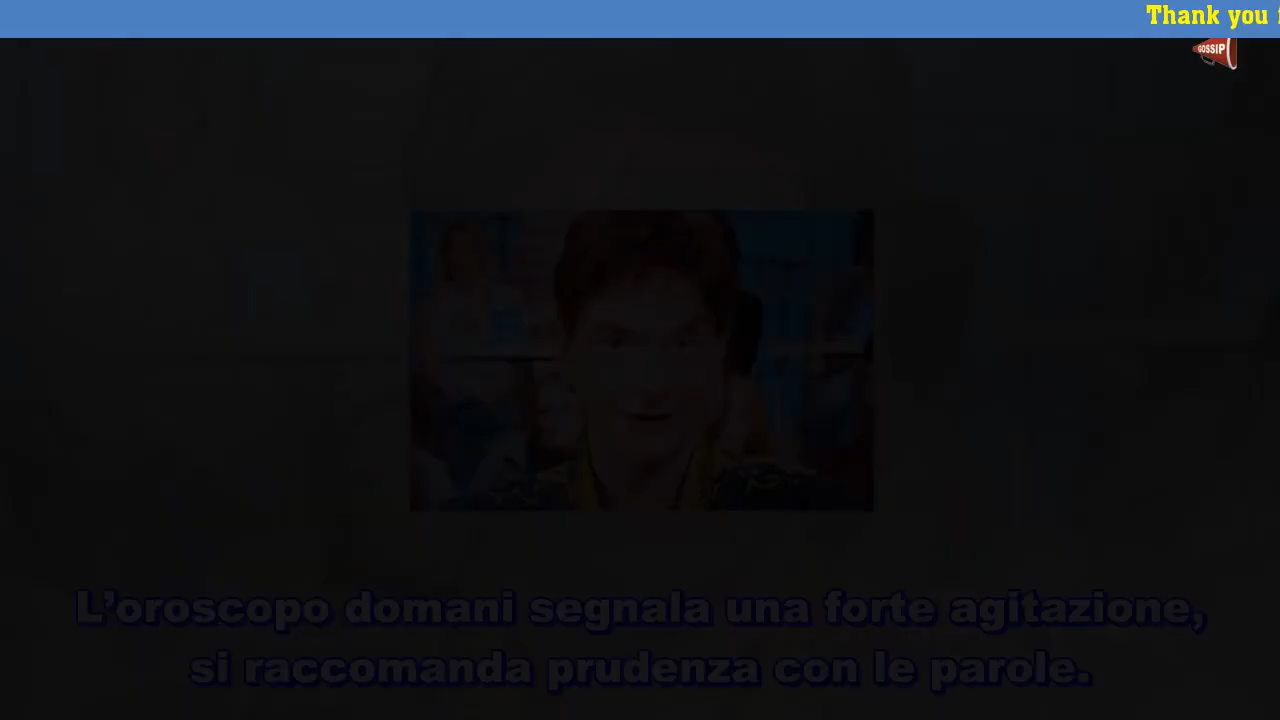 Thank you
GOSSIP
L’oroscopo domani segnala una forte agitazione,
si raccomanda prudenza con le parole.